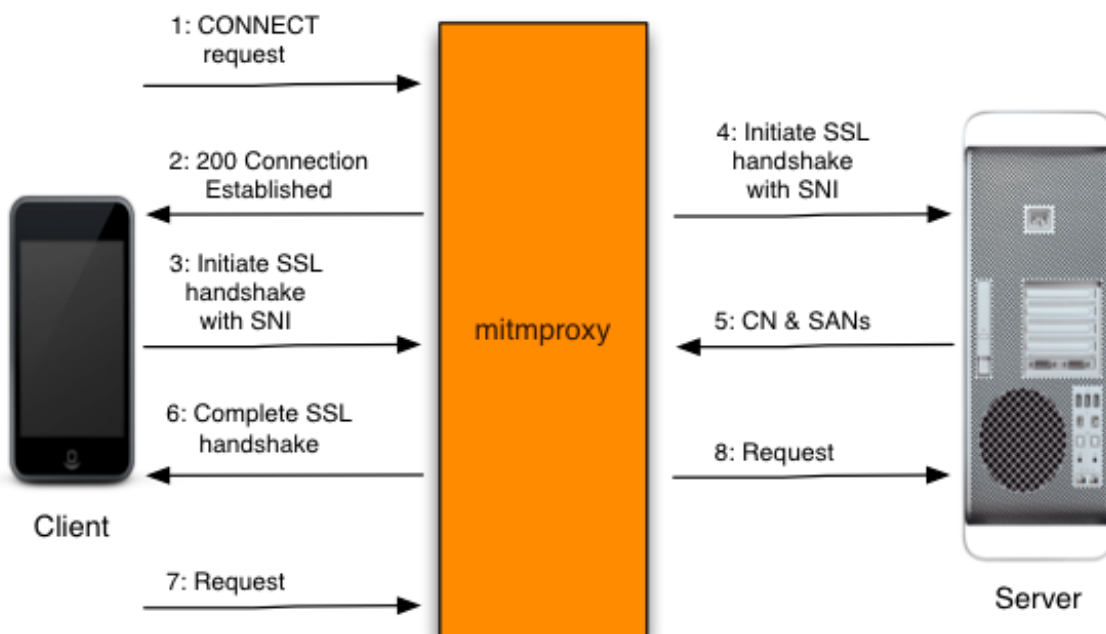 1: CONNECT
request
2: 200 Connection
Established
3: Initiate SSL
handshake
with SNI
6: Complete SSL
handshake
7: Request
Client
mitmproxy
4: Initiate SSL
handshake
with SNI
5: CN & SANs
8: Request
Server